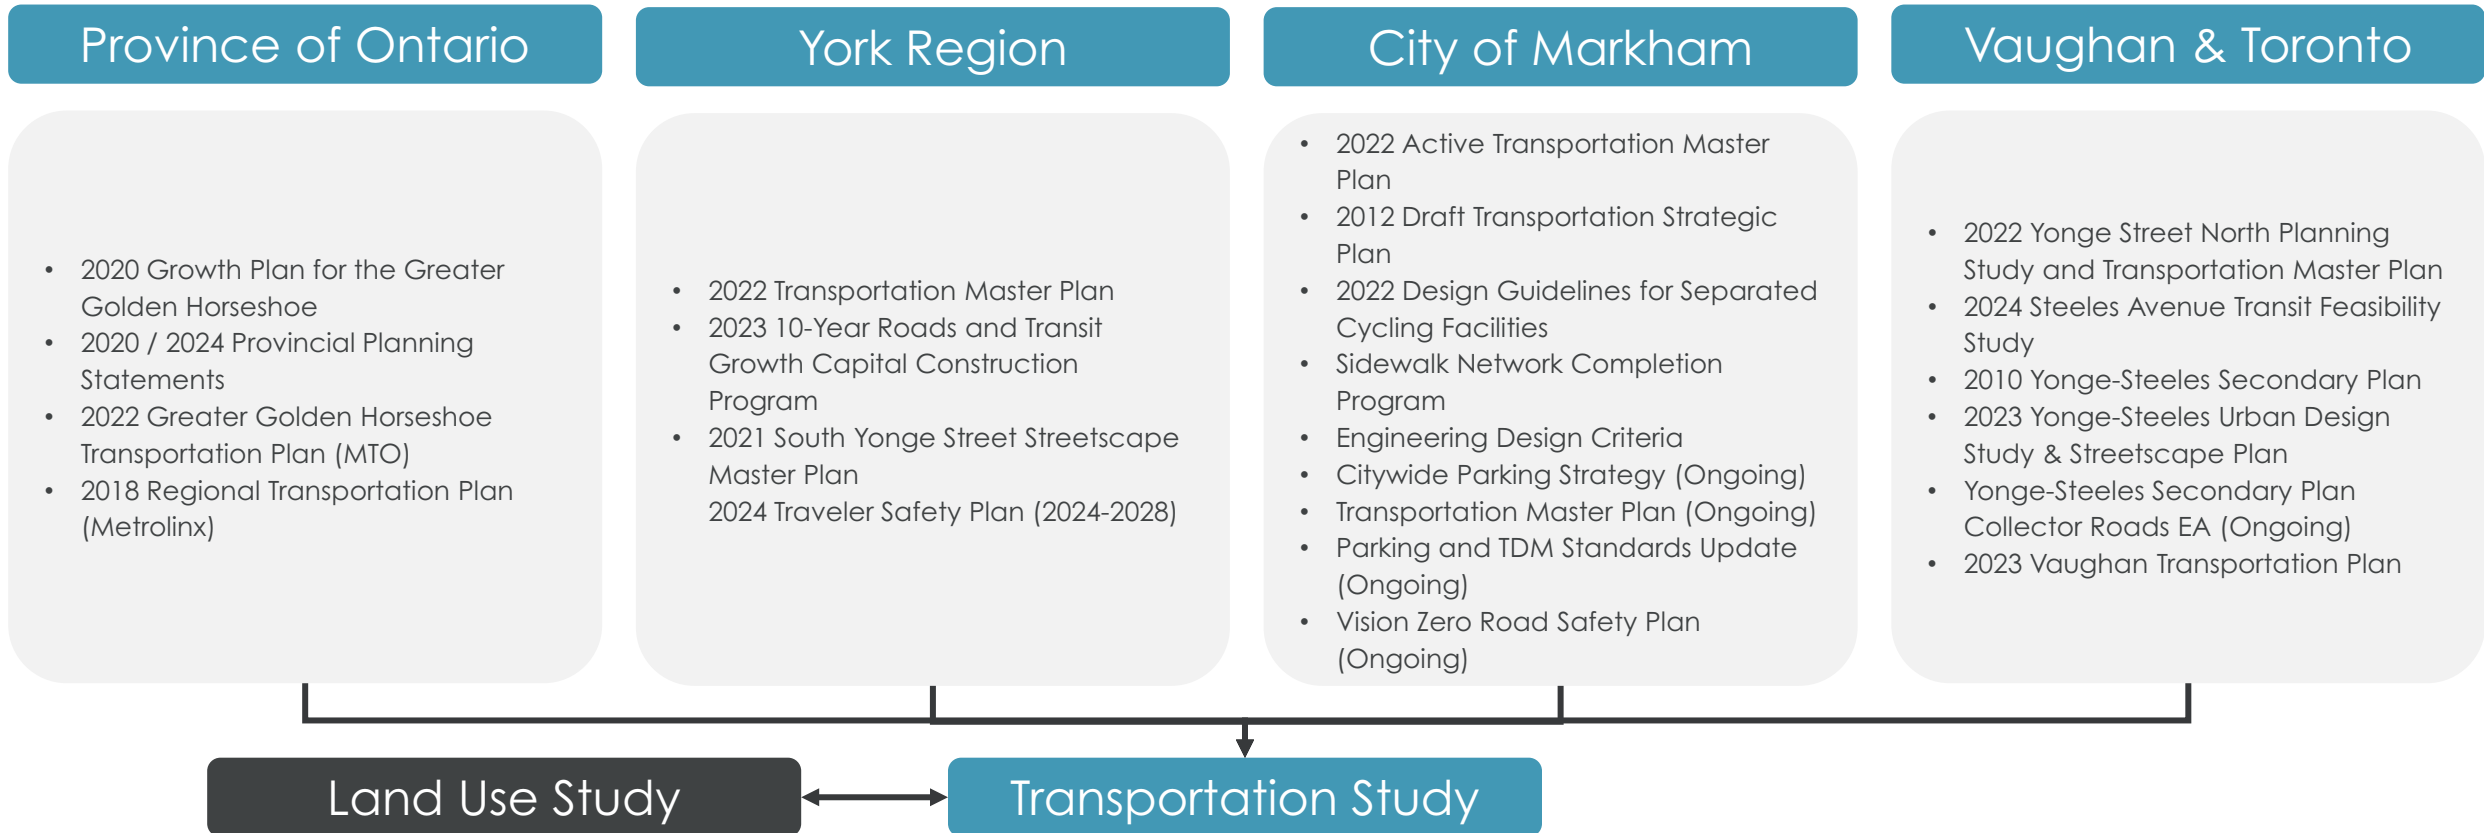 Province of Ontario
• 2020 Growth Plan for the Greater
Golden Horseshoe
• 2020 / 2024 Provincial Planning
Statements
• 2022 Greater Golden Horseshoe
Transportation Plan (MTO)
• 2018 Regional Transportation Plan
(Metrolinx)
York Region
• 2022 Transportation Master Plan
• 2023 10-Year Roads and Transit
Growth Capital Construction
Program
• 2021 South Yonge Street Streetscape
Master Plan
2024 Traveler Safety Plan (2024-2028)
City of Markham
• 2022 Active Transportation Master
Plan
• 2012 Draft Transportation Strategic
Plan
• 2022 Design Guidelines for Separated
Cycling Facilities
• Sidewalk Network Completion
Program
• Engineering Design Criteria
• Citywide Parking Strategy (Ongoing)
• Transportation Master Plan (Ongoing)
• Parking and TDM Standards Update
(Ongoing)
• Vision Zero Road Safety Plan
(Ongoing)
Vaughan & Toronto
• 2022 Yonge Street North Planning
Study and Transportation Master Plan
• 2024 Steeles Avenue Transit Feasibility
Study
• 2010 Yonge-Steeles Secondary Plan
• 2023 Yonge-Steeles Urban Design
Study & Streetscape Plan
• Yonge-Steeles Secondary Plan
Collector Roads EA (Ongoing)
• 2023 Vaughan Transportation Plan
Land Use Study
Transportation Study